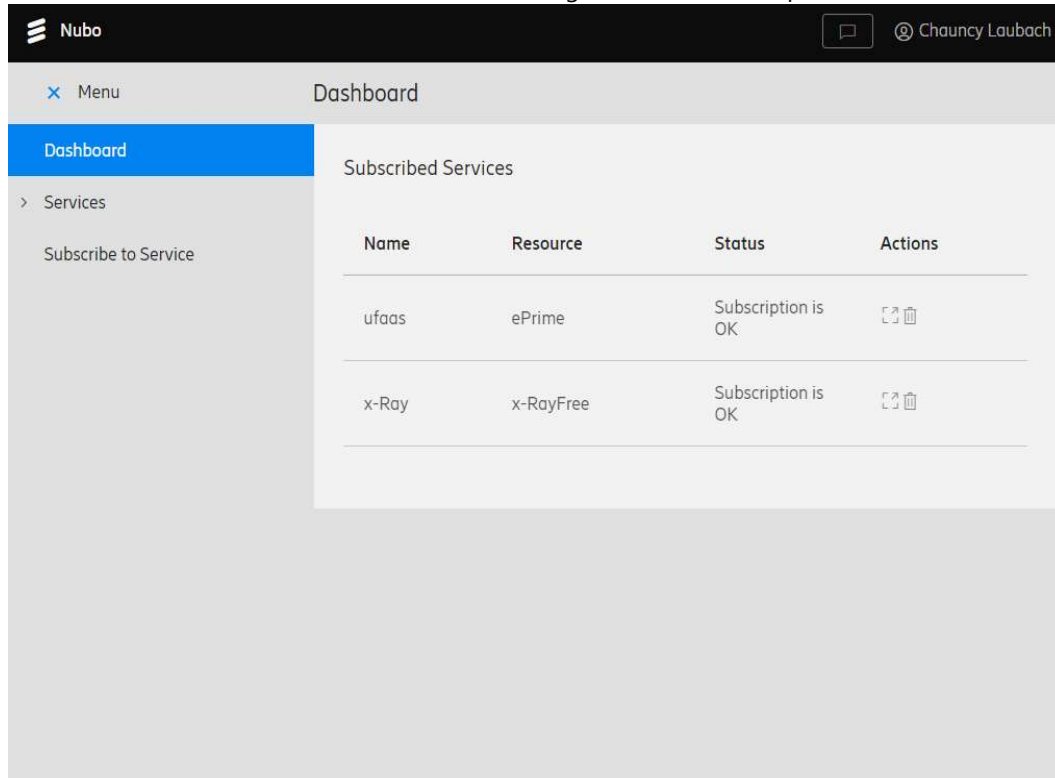 Nubo
Chauncy Laubach
Menu
Dashboard
Dashboard
Services
Subscribe to Service
Subscribed Services
Name Resource Status Actions
ufaas ePrime Subscription is
OK
x-Ray x-RayFree Subscription is
OK